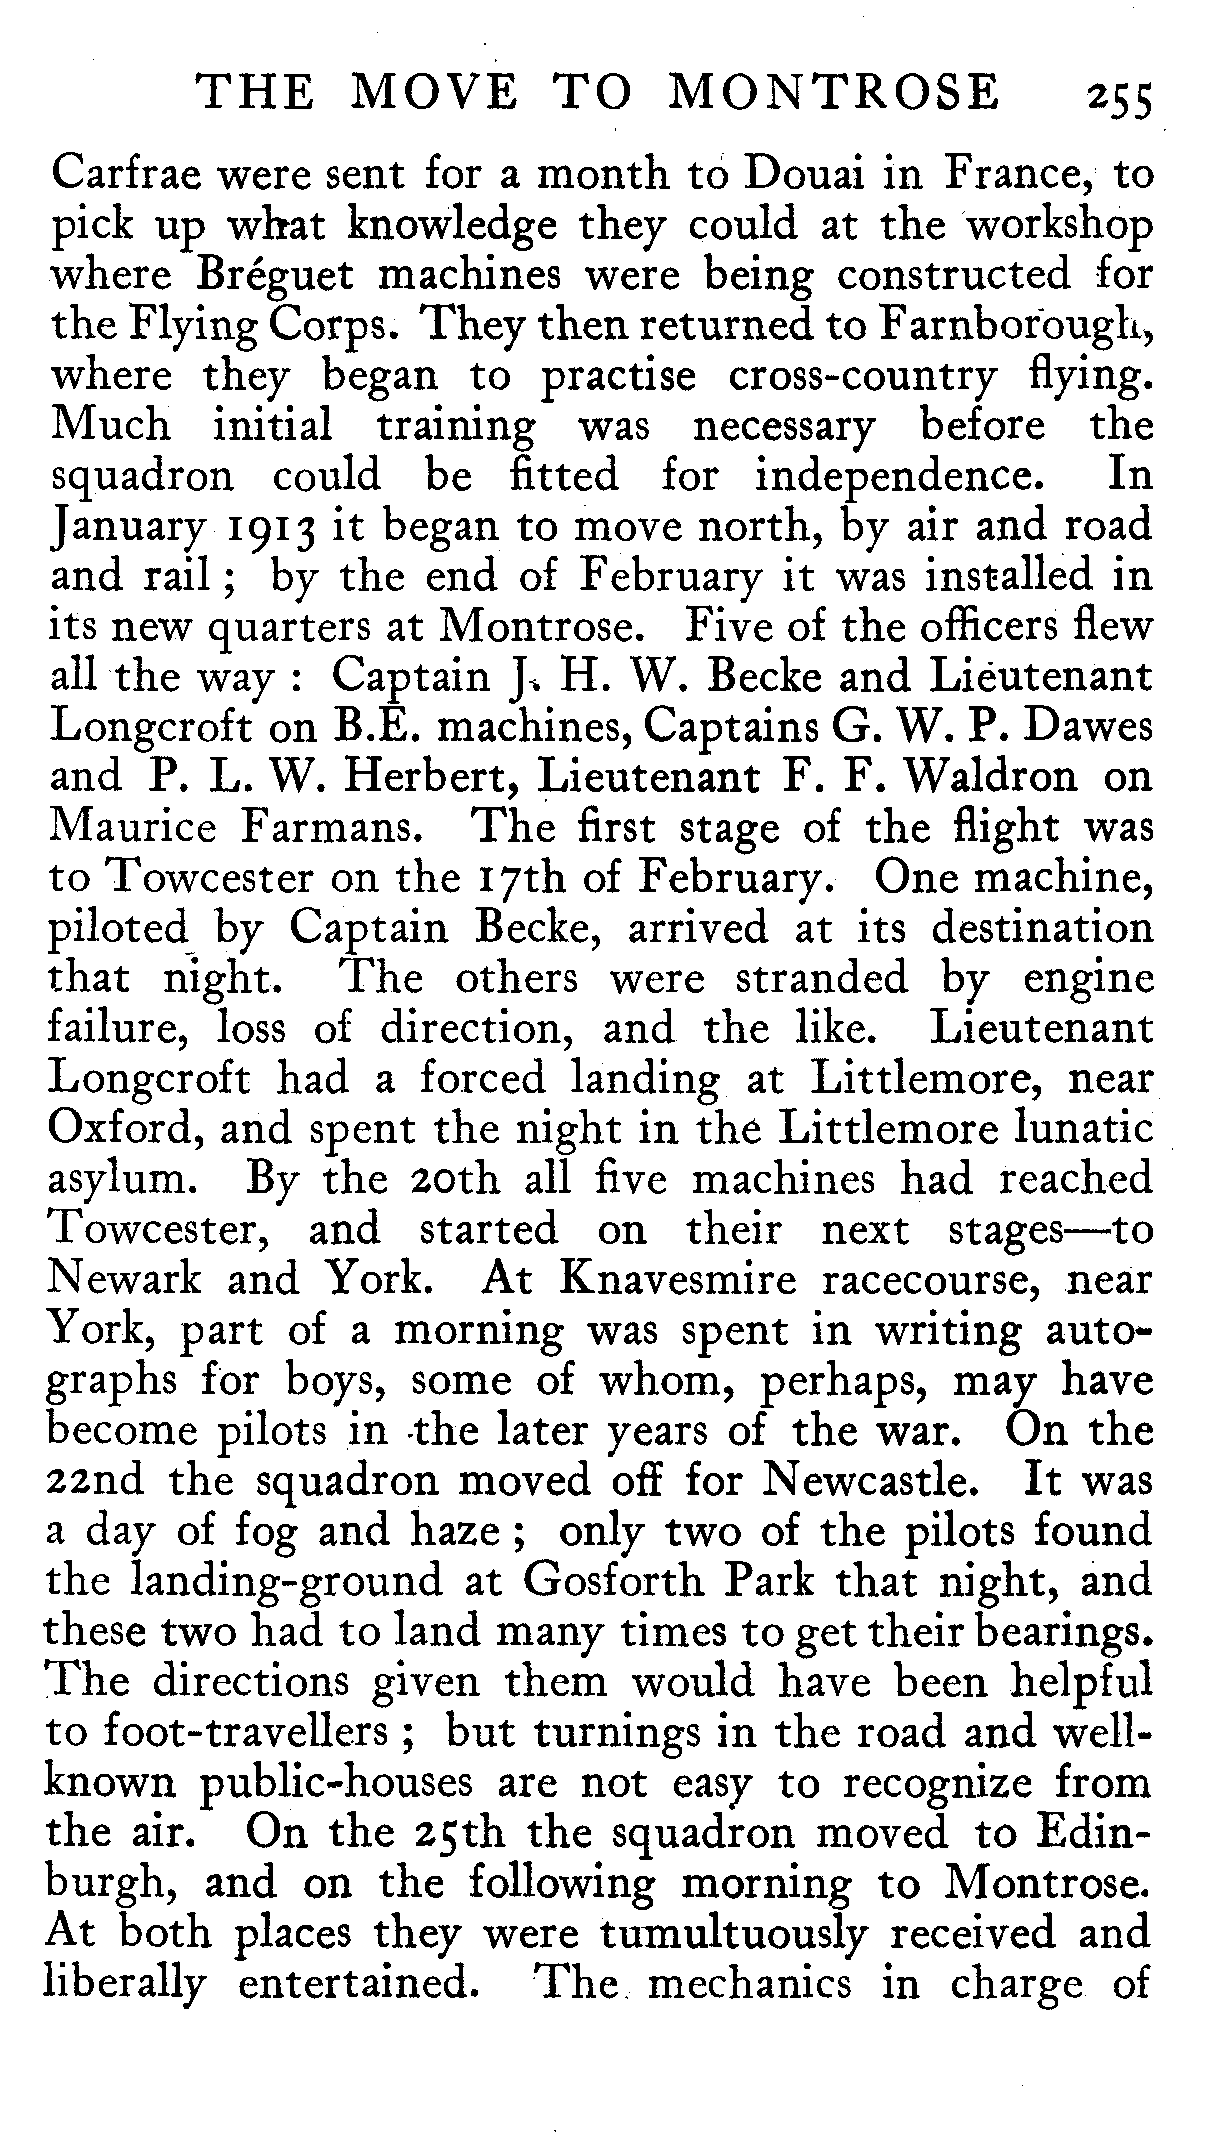 THE MOVE TO MONTROSE 255
Carfrae were sent for a month to Douai in France, to
pick up what knowledge they could at the workshop
where Bréguet machines were being constructed for
the Flying Corps. They then returned to Farnborough,
where they began to practise cross-country flying.
Much initial training was necessary before the
squadron could be fitted for independence. In
January 1913 it began to move north, by air and road
and rail ; by the end of February it was installed in
its new quarters at Montrose. Five of the officers flew
all the way : Captain J. H. W. Becke and Lieutenant
Longcroft on B.E. machines, Captains G. W. P. Dawes
and P. L. W. Herbert, Lieutenant F. F. Waldron on
Maurice Farmans. The first stage of the flight was
to Towcester on the 17th of February. One machine,
piloted by Captain Becke, arrived at its destination
that night. The others were stranded by engine
failure, loss of direction, and the like. Lieutenant
Longcroft had a forced landing at Littlemore, near
Oxford, and spent the night in the Littlemore lunatic
asylum. By the 20th all five machines had reached
Towcester, and started on their next stages—to
Newark and York. At Knavesmire racecourse, near
York, part of a morning was spent in writing auto-
graphs for boys, some of whom, perhaps, may have
become pilots in the later years of the war. On the
22nd the squadron moved off for Newcastle. It was
a day of fog and haze ; only two of the pilots found
the landing-ground at Gosforth Park that night, and
these two had to land many times to get their bearings.
The directions given them would have been helpful
to foot-travellers ; but turnings in the road and well-
known public-houses are not easy to recognize from
the air. On the 25th the squadron moved to Edin-
burgh, and on the following morning to Montrose.
At both places they were tumultuously received and
liberally entertained. The mechanics in charge of